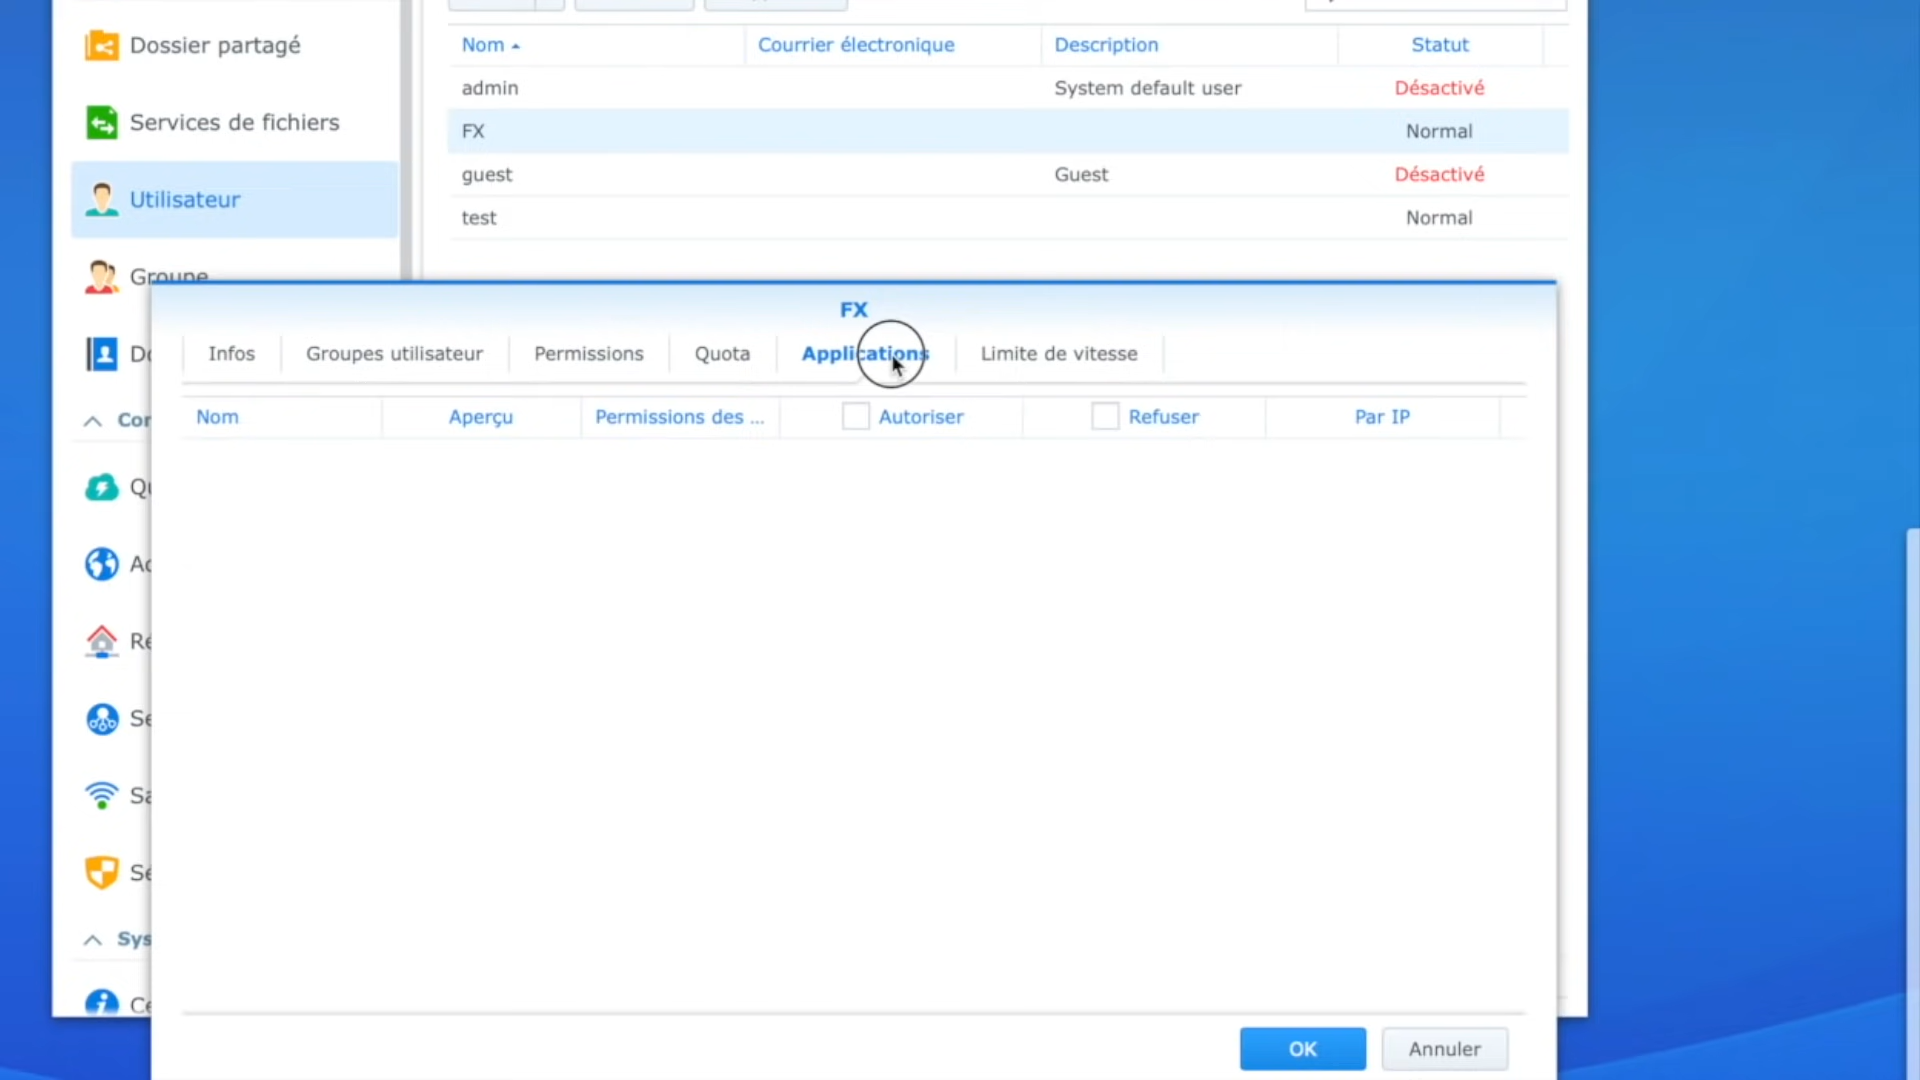 Dossier partagé
Services de fichiers
Utilisateur
Groupe
Nom
Courrier électronique
Description
Statut
admin
System default user
Désactivé
FX
Normal
guest
Guest
Désactivé
test
Normal
FX
Infos
Groupes utilisateur
Permissions
Quota
Applications
Limite de vitesse
Nom
Aperçu
Permissions des ...
Autoriser
Refuser
Par IP
OK
Annuler